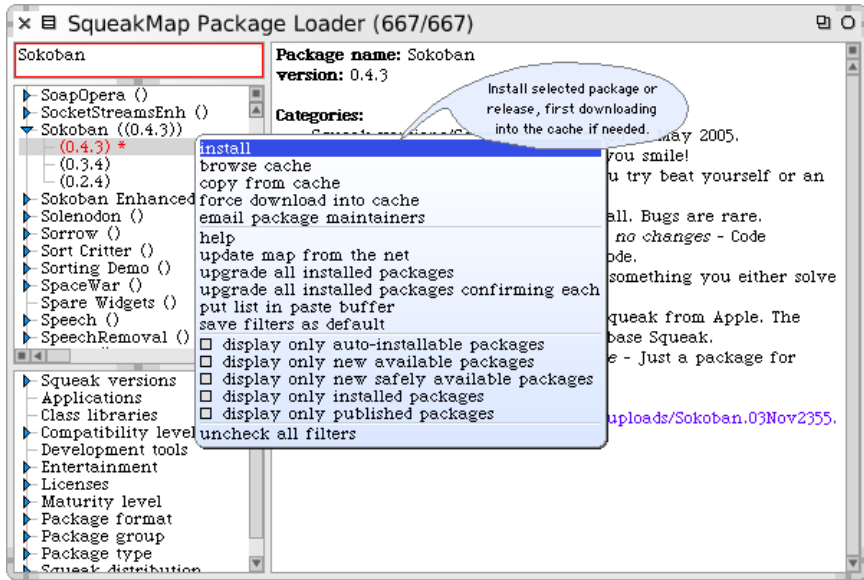 SqueakMap Package Loader (667/667)
Sokoban
SoapOpera ()
SocketStreamsEnh ()
Sokoban ((0.4.3))
(0.4.3) *
(0.3.4)
(0.2.4)
Sokoban Enhanced
Solenodon ()
Sorrow ()
Sort Critter ()
Sorting Demo ()
SpaceWar ()
Spare Widgets ()
Speech ()
SpeechRemoval ()
Squeak versions
Applications
Class libraries
Compatibility level
Development tools
Entertainment
Licenses
Maturity level
Package format
Package group
Package type
Squeak distribution
Package name: Sokoban
version: 0.4.3
Categories:
May 2005.
you smile!
u try beat yourself or an
all. Bugs are rare.
no changes - Code
ode.
something you either solve
queak from Apple. The
base Squeak.
e - Just a package for
uploads/Sokoban.03Nov2355.
Install selected package or
release, first downloading
into the cache if needed.
install
browse cache
copy from cache
force download into cache
email package maintainers
help
update map from the net
upgrade all installed packages
upgrade all installed packages confirming each
put list in paste buffer
save filters as default
display only auto-installable packages
display only new available packages
display only new safely available packages
display only installed packages
display only published packages
uncheck all filters